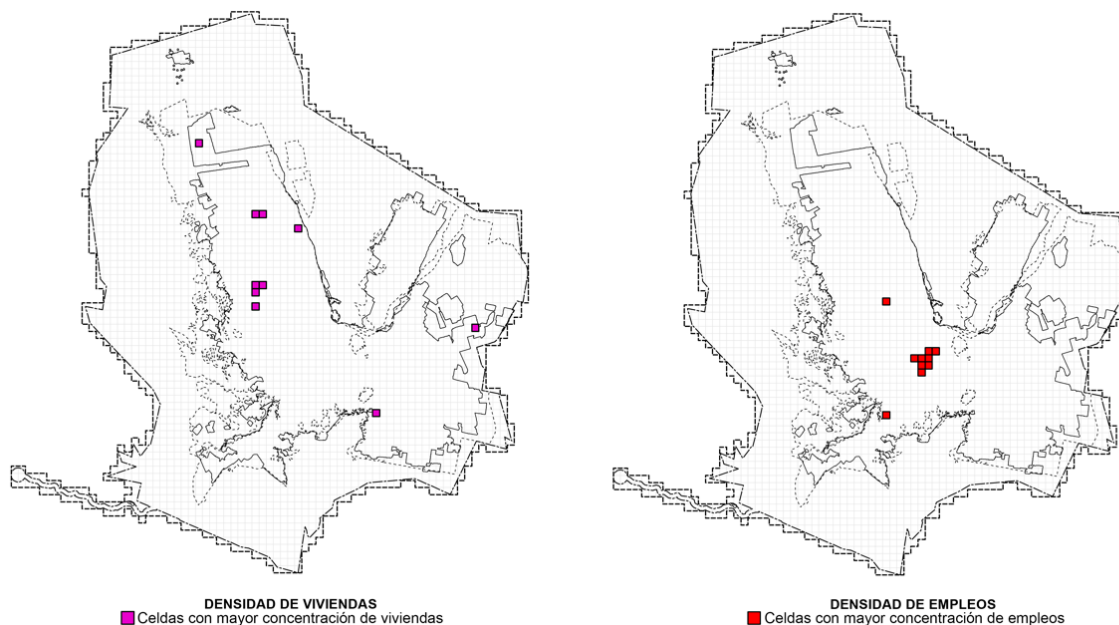 DENSIDAD DE VIVIENDAS
Celdas con mayor concentración de viviendas
DENSIDAD DE EMPLEOS
Celdas con mayor concentración de empleos